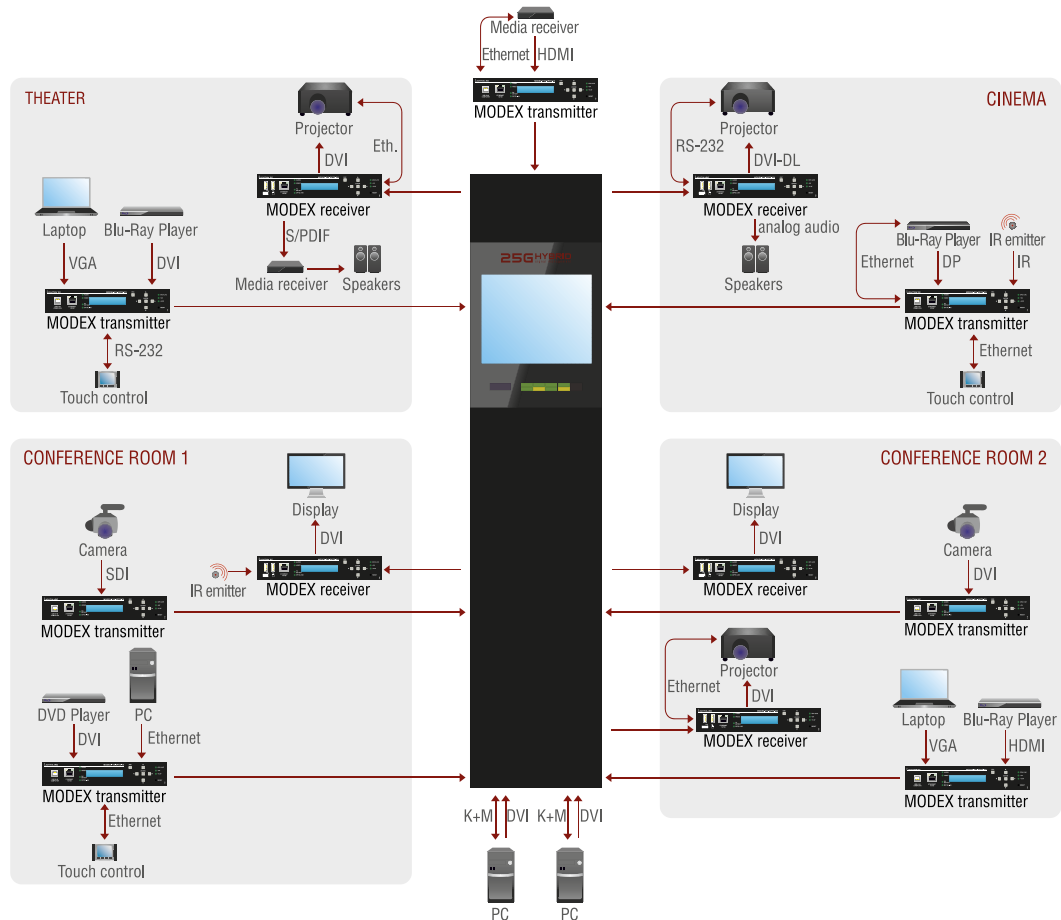 Media receiver
Ethernet
HDMI
MODEX transmitter
THEATER
Projector
Eth.
DVI
MODEX receiver
S/PDIF
Media receiver
Speakers
Laptop
Blu-Ray Player
VGA
DVI
MODEX transmitter
RS-232
Touch control
CINEMA
Projector
RS-232
DVI-DL
MODEX receiver
analog audio
Speakers
Blu-Ray Player
IR emitter
Ethernet
DP
IR
MODEX transmitter
Ethernet
Touch control
25G HYBRID
CONFERENCE ROOM 1
Display
DVI
IR emitter
MODEX receiver
Camera
SDI
MODEX transmitter
DVD Player
PC
DVI
Ethernet
MODEX transmitter
Ethernet
Touch control
CONFERENCE ROOM 2
Display
DVI
MODEX receiver
Camera
DVI
MODEX transmitter
Projector
Ethernet
DVI
MODEX receiver
Laptop
Blu-Ray Player
VGA
HDMI
MODEX transmitter
K+M
DVI
K+M
DVI
PC
PC